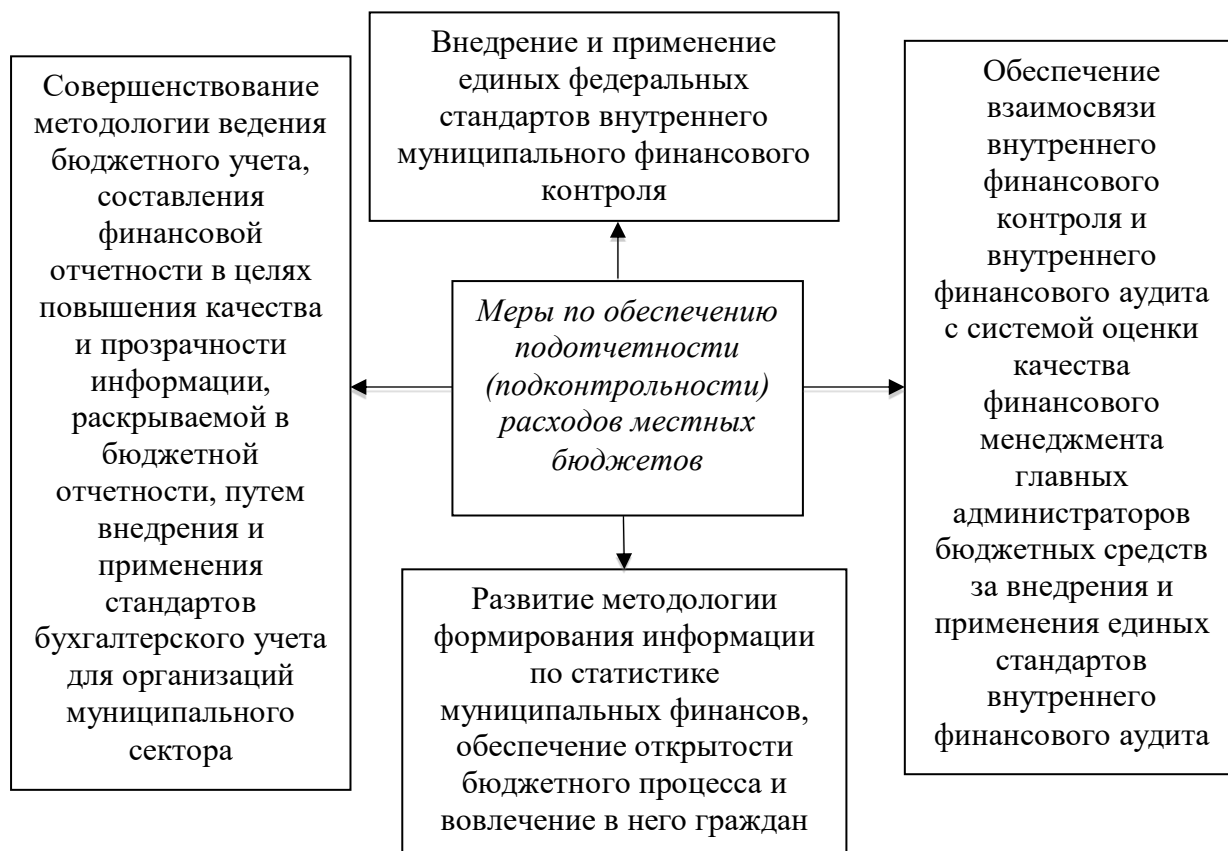 Совершенствование
методологии ведения
бюджетного учета,
составления
финансовой
отчетности в целях
повышения качества
и прозрачности
информации,
раскрываемой в
бюджетной
отчетности, путем
внедрения и
применения
стандартов
бухгалтерского учета
для организаций
муниципального
сектора
Внедрение и применение
единых федеральных
стандартов внутреннего
муниципального финансового
контроля
Меры по обеспечению
подотчетности
(подконтрольности)
расходов местных
бюджетов
Развитие методологии
формирования информации
по статистике
муниципальных финансов,
обеспечение открытости
бюджетного процесса и
вовлечение в него граждан
Обеспечение
взаимосвязи
внутреннего
финансового
контроля и
внутреннего
финансового аудита
с системой оценки
качества
финансового
менеджмента
главных
администраторов
бюджетных средств
за внедрения и
применения единых
стандартов
внутреннего
финансового аудита